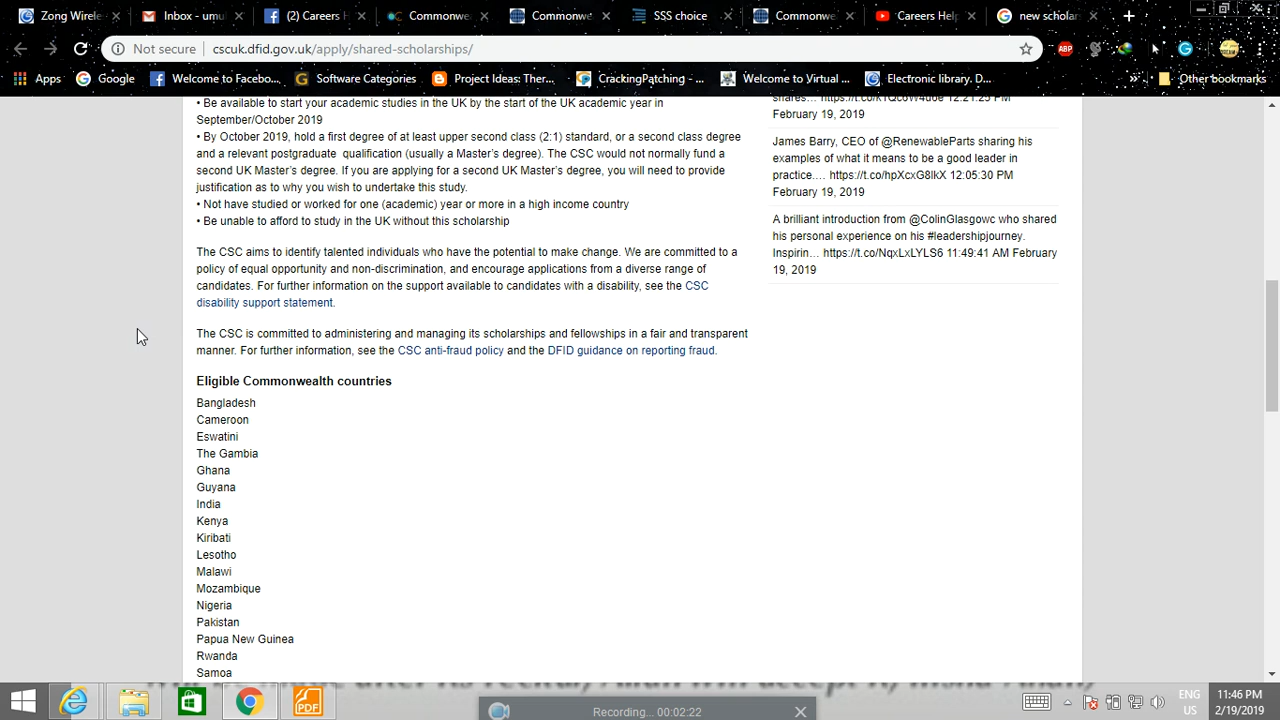 Zong Wirele
Inbox - umu
(2) Careers H
Commonwe
Commonwe
SSS choice
Commonwe
Careers Help
new scholar
Not secure
cscuk.dfid.gov.uk/apply/shared-scholarships/
ABP
Apps
Google
Welcome to Facebo...
Software Categories
Project Ideas: Ther...
CrackingPatching - ...
Welcome to Virtual ...
Electronic library. D...
Other bookmarks
• Be available to start your academic studies in the UK by the start of the UK academic year in
September/October 2019
• By October 2019, hold a first degree of at least upper second class (2:1) standard, or a second class degree
and a relevant postgraduate qualification (usually a Master's degree). The CSC would not normally fund a
second UK Master's degree. If you are applying for a second UK Master's degree, you will need to provide
justification as to why you wish to undertake this study.
• Not have studied or worked for one (academic) year or more in a high income country
• Be unable to afford to study in the UK without this scholarship
The CSC aims to identify talented individuals who have the potential to make change. We are committed to a
policy of equal opportunity and non-discrimination, and encourage applications from a diverse range of
candidates. For further information on the support available to candidates with a disability, see the CSC
disability support statement.
The CSC is committed to administering and managing its scholarships and fellowships in a fair and transparent
manner. For further information, see the CSC anti-fraud policy and the DFID guidance on reporting fraud.
Eligible Commonwealth countries
Bangladesh
Cameroon
Eswatini
The Gambia
Ghana
Guyana
India
Kenya
Kiribati
Lesotho
Malawi
Mozambique
Nigeria
Pakistan
Papua New Guinea
Rwanda
Samoa
12:21:25 PM
February 19, 2019
James Barry, CEO of @RenewableParts sharing his
examples of what it means to be a good leader in
practice.... https://t.co/hpXcxG8IkX 12:05:30 PM
February 19, 2019
A brilliant introduction from @ColinGlasgowc who shared
his personal experience on his #leadershipjourney.
Inspirin… https://t.co/NqxLxLYLS6 11:49:41 AM February
19, 2019
PDF
Recording... 00:02:22
ENG
US
11:46 PM
2/19/2019